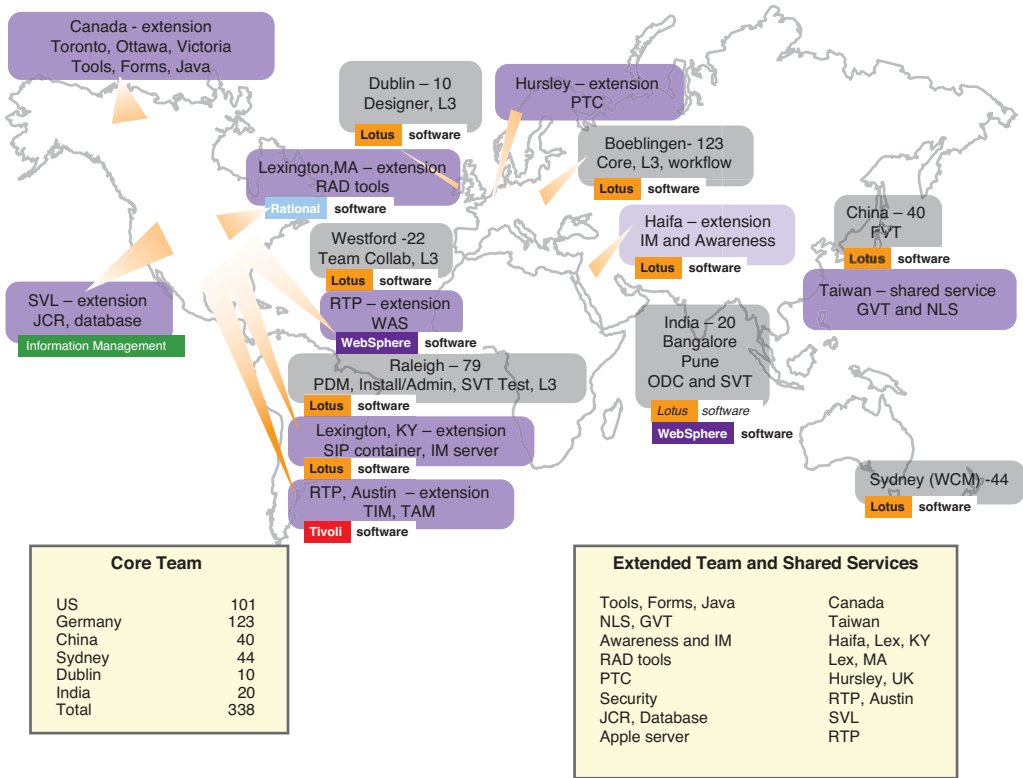 Canada - extension
Toronto, Ottawa, Victoria
Tools, Forms, Java
Dublin – 10
Designer, L3
Lotus software
Hursley – extension
PTC
Boeblingen- 123
Core, L3, workflow
Lotus software
Lexington,MA – extension
RAD tools
Rational software
Westford -22
Team Collab, L3
Lotus software
Haifa – extension
IM and Awareness
Lotus software
China – 40
FVT
Lotus software
Taiwan – shared service
GVT and NLS
SVL – extension
JCR, database
Information Management
RTP – extension
WAS
WebSphere software
India – 20
Bangalore
Pune
ODC and SVT
Lotus software
WebSphere software
Raleigh – 79
PDM, Install/Admin, SVT Test, L3
Lotus software
Lexington, KY – extension
SIP container, IM server
Lotus software
RTP, Austin – extension
TIM, TAM
Tivoli software
Sydney (WCM) -44
Lotus software
Core Team
US 101
Germany 123
China 40
Sydney 44
Dublin 10
India 20
Total 338
Extended Team and Shared Services
Tools, Forms, Java Canada
NLS, GVT Taiwan
Awareness and IM Haifa, Lex, KY
RAD tools Lex, MA
PTC Hursley, UK
Security RTP, Austin
JCR, Database SVL
Apple server RTP